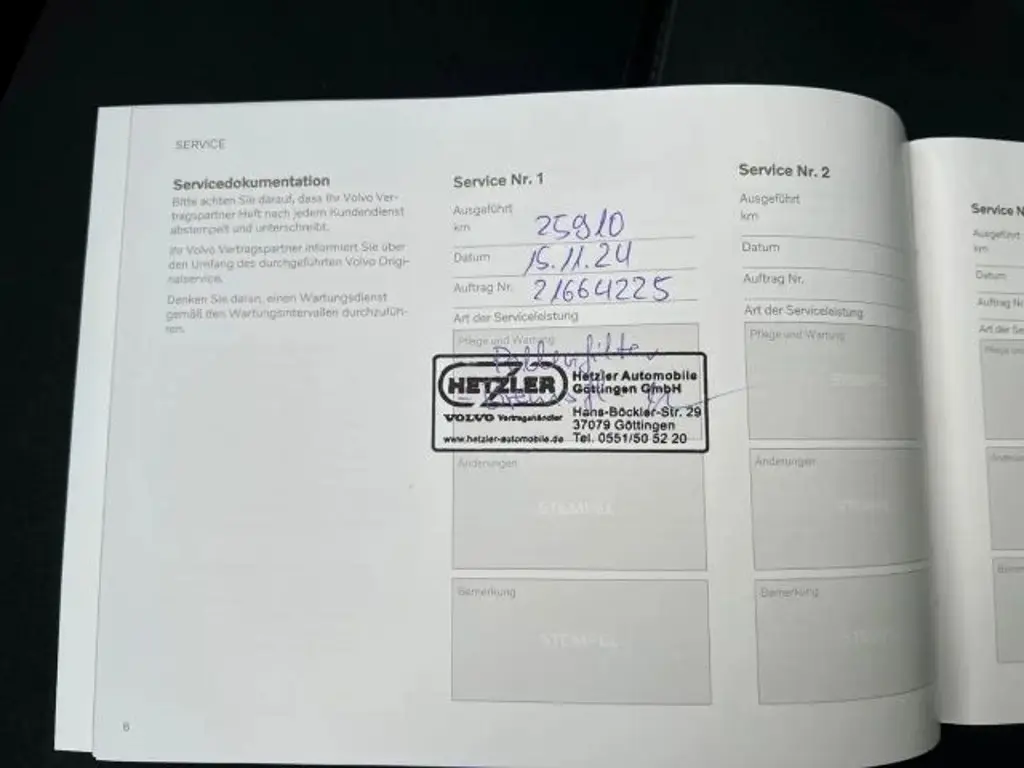 SERVICE
Servicedokumentation
Bitte achten Sie darauf, dass Ihr Volvo Ver-
tragspartner Heft nach jedem Kundendienst
abstempelt und unterschreibt.
Ihr Volvo Vertragspartner informiert Sie über
den Umfang des durchgeführten Volvo Origi-
nalservice.
Denken Sie daran, einen Wartungsdienst
gemäß den Wartungsintervallen durchzufüh-
ren.
6
Service Nr. 1
Ausgeführt
km 25910
Datum 15.11.24
Auftrag Nr. 21664225
Art der Serviceleistung
Pflege und Wartung
Pollenfilter
HETZLER
VOLVO Vertragshändler
www.hetzler-automobile.de
Hetzler Automobile
Göttingen GmbH
Hans-Böckler-Str. 29
37079 Göttingen
Tel. 0551/50 52 20
Änderungen
STEMPEL
Bemerkung
STEMPEL
Service Nr. 2
Ausgeführt
km
Datum
Auftrag Nr.
Art der Serviceleistung
Pflege und Wartung
Änderungen
Bemerkung
Service N
Ausgeführt
km
Datum
Auftrag Nr
Art der Se